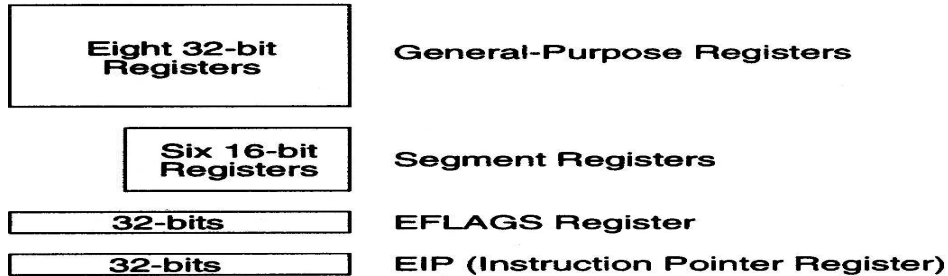 Eight 32-bit
Registers
General-Purpose Registers
Six 16-bit
Registers
Segment Registers
32-bits
EFLAGS Register
32-bits
EIP (Instruction Pointer Register)